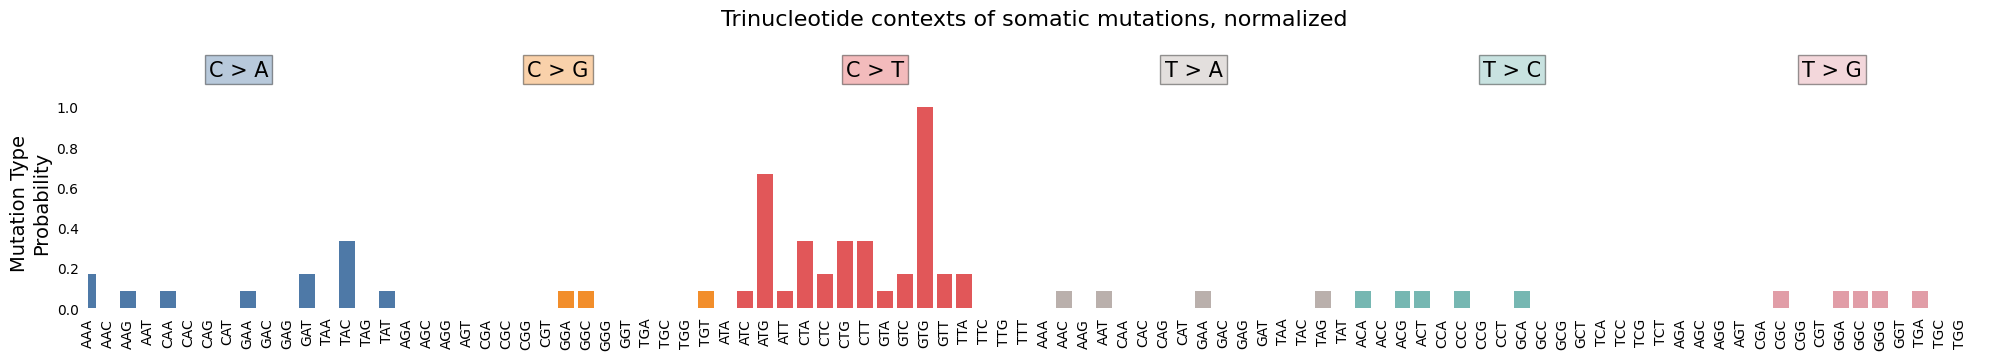 Trinucleotide contexts of somatic mutations, normalized
C > A C > G C > T T > A T > C T > G
Mutation Type
Probability
1.0
0.8
0.6
0.4
0.2
0.0
AAA AAC AAG AAT CAA CAC CAG CAT GAA GAC GAG GAT TAA TAC TAG TAT AGA AGC AGG AGT CGA CGC CGG CGT GGA GGC GGG GGT TGA TGC TGG TGT ATA ATC ATG ATT CTA CTC CTG CTT GTA GTC GTG GTT TTA TTC TTG TTT AAA AAC AAG AAT CAA CAC CAG CAT GAA GAC GAG GAT TAA TAC TAG TAT ACA ACC ACG ACT CCA CCC CCG CCT GCA GCC GCG GCT TCA TCC TCG TCT AGA AGC AGG AGT CGA CGC CGG CGT GGA GGC GGG GGT TGA TGC TGG